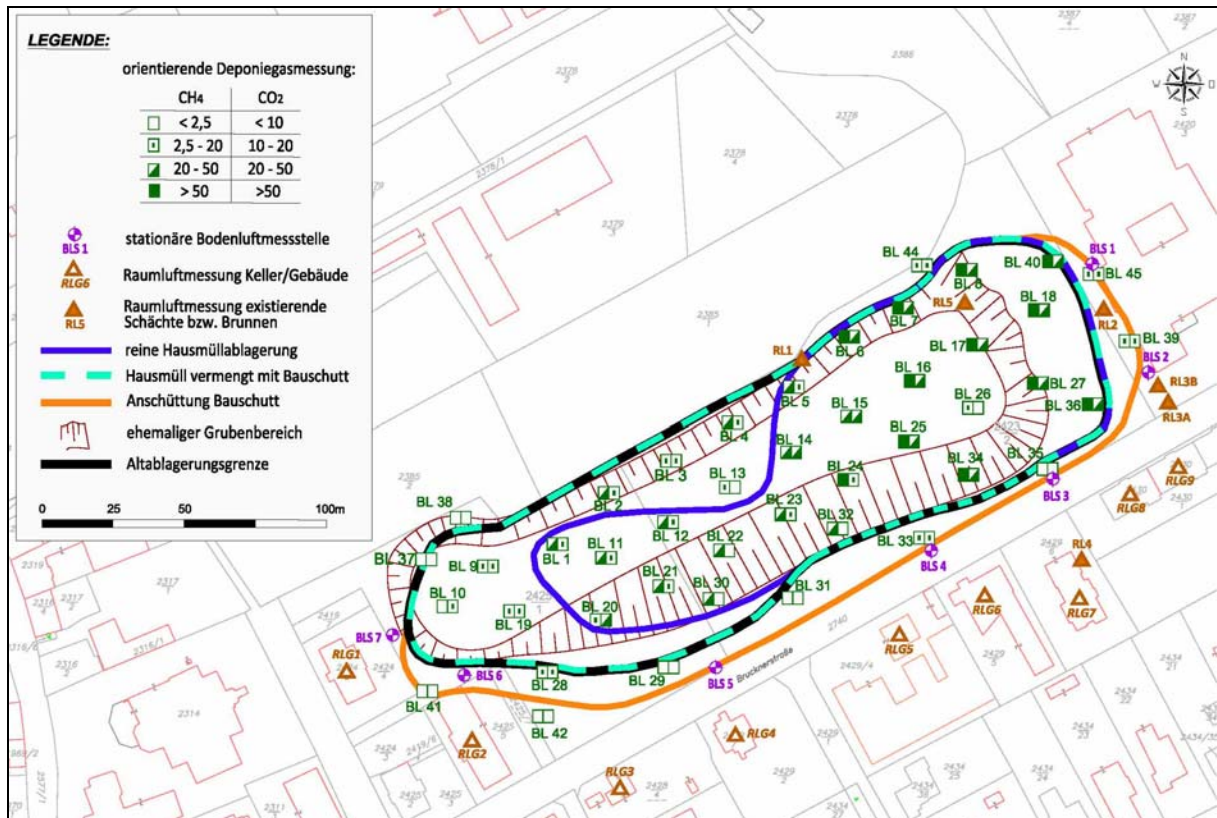 LEGENDE:
orientierende Deponiegasmessung:
CH4 CO2
< 2,5 < 10
2,5 - 20 10 - 20
20 - 50 20 - 50
> 50 >50
BLS 1 stationäre Bodenluftmessstelle
RLG6 Raumluftmessung Keller/Gebäude
RL5 Raumluftmessung existierende
Schächte bzw. Brunnen
reine Hausmüllablagerung
Hausmüll vermengt mit Bauschutt
Anschüttung Bauschutt
ehemaliger Grubenbereich
Altablagerungsgrenze
0 25 50 100m
N
W O
S
2378/1
2386
2385
2314
2740
Brucknerstraße
BL 44
BL 40
BLS 1
BL 45
BL 8
RL5
BL 7
BL 18
RL2
BL 6
BL 17
BL 39
RL1
BLS 2
BL 5
BL 16
BL 27
RL3B
BL 26
BL 36
RL3A
BL 15
BL 4
BL 25
BL 14
BL 3
BL 13
BL 24
BL 34
BL 35
BLS 3
RLG9
RLG8
BL 2
BL 38
BL 23
BL 12
BL 32
BL 33
BLS 4
BL 1
BL 11
BL 22
BL 37
BL 9
RL4
BL 21
BL 30
BL 31
RLG6
RLG7
BL 10
BL 19
BL 20
BLS 7
RLG5
RLG1
BLS 6
BL 28
BL 29
BLS 5
BL 41
BL 42
RLG2
RLG4
RLG3